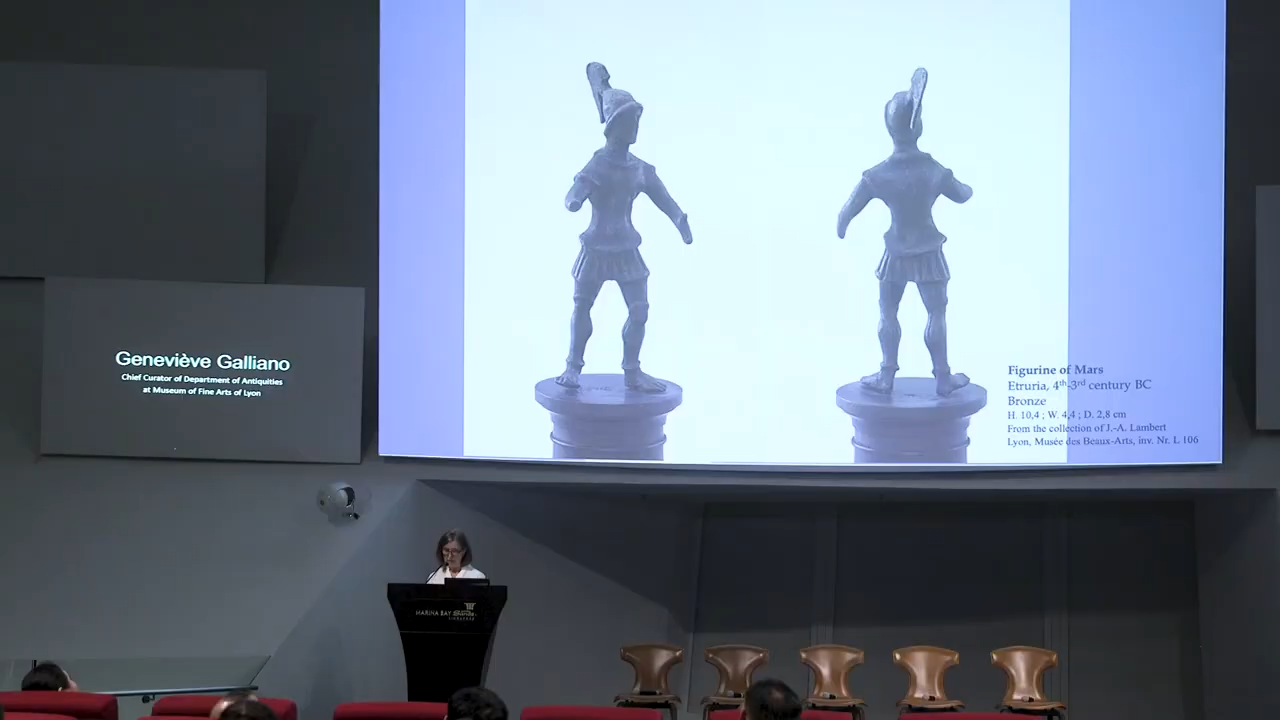 Geneviève Galliano
Chief Curator of Department of Antiquities
at Museum of Fine Arts of Lyon
Figurine of Mars
Etruria, 4th-3rd century BC
Bronze
H. 10,4 ; W. 4,4 ; D. 2,8 cm
From the collection of J.-A. Lambert
Lyon, Musée des Beaux-Arts, inv. Nr. L 106
MARINA BAY